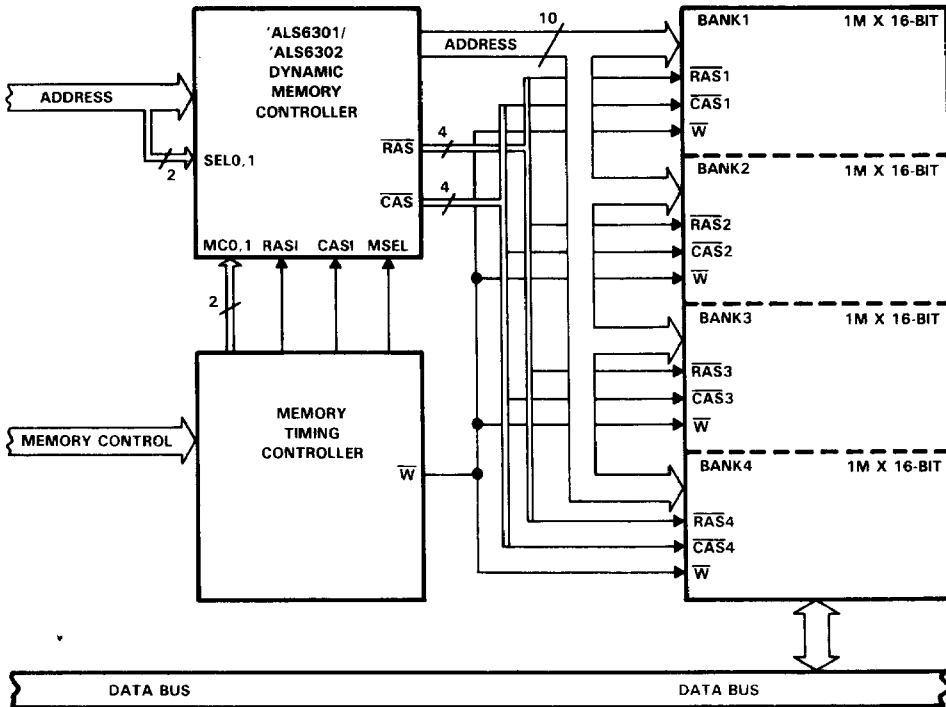 'ALS6301/
'ALS6302
DYNAMIC
MEMORY
CONTROLLER
ADDRESS
2
SEL0,1
RAS
CAS
MC0,1 RASI CASI MSEL
2
10
ADDRESS
4
4
MEMORY CONTROL
MEMORY
TIMING
CONTROLLER
W
BANK1 1M X 16-BIT
RAS1
CAS1
W
BANK2 1M X 16-BIT
RAS2
CAS2
W
BANK3 1M X 16-BIT
RAS3
CAS3
W
BANK4 1M X 16-BIT
RAS4
CAS4
W
DATA BUS DATA BUS